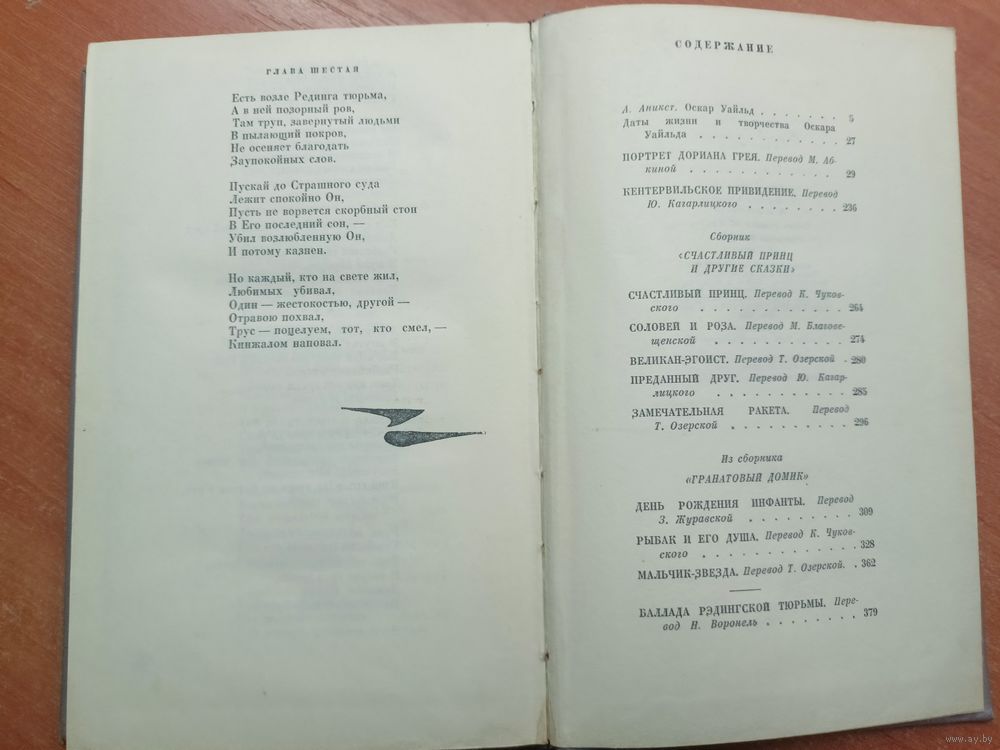 ГЛАВА ШЕСТАЯ
Есть возле Рединга тюрьма,
А в ней позорный ров,
Там труп, завернутый людьми
В пылающий покров,
Не осеняет благодать
Заупокойных слов.
Пускай до Страшного суда
Лежит спокойно Он,
Пусть не ворвется скорбный стон
В Его последний сон, —
Убил возлюбленную Он,
И потому казнен.
Но каждый, кто на свете жил,
Любимых убивал,
Один — жестокостью, другой —
Отравою похвал,
Трус — поцелуем, тот, кто смел, —
Кинжалом наповал.
СОДЕРЖАНИЕ
А. Аникст. Оскар Уайльд . . . . . . . 5
Даты жизни и творчества Оскара
Уайльда . . . . . . . . . . . . 27
ПОРТРЕТ ДОРИАНА ГРЕЯ. Перевод М. Аб-
киной . . . . . . . . . . . . 29
КЕНТЕРВИЛЬСКОЕ ПРИВИДЕНИЕ. Перевод
Ю. Кагарлицкого . . . . . . . . 236
Сборник
«СЧАСТЛИВЫЙ ПРИНЦ
И ДРУГИЕ СКАЗКИ»
СЧАСТЛИВЫЙ ПРИНЦ. Перевод К. Чуков-
ского . . . . . . . . . . . . 264
СОЛОВЕЙ И РОЗА. Перевод М. Благове-
щенской . . . . . . . . . . . 274
ВЕЛИКАН-ЭГОИСТ. Перевод Т. Озерской . 280
ПРЕДАННЫЙ ДРУГ. Перевод Ю. Кагар-
лицкого . . . . . . . . . . . 285
ЗАМЕЧАТЕЛЬНАЯ РАКЕТА. Перевод
Т. Озерской . . . . . . . . . . 296
Из сборника
«ГРАНАТОВЫЙ ДОМИК»
ДЕНЬ РОЖДЕНИЯ ИНФАНТЫ. Перевод
З. Журавской . . . . . . . . . 309
РЫБАК И ЕГО ДУША. Перевод К. Чуков-
ского . . . . . . . . . . . . 328
МАЛЬЧИК-ЗВЕЗДА. Перевод Т. Озерской. . 362
БАЛЛАДА РЭДИНГСКОЙ ТЮРЬМЫ. Пере-
вод Н. Воронель . . . . . . . . 379
www.ay.by